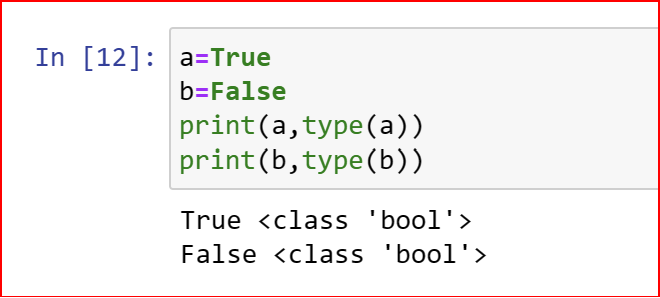 In [12]: a=True
b=False
print(a,type(a))
print(b,type(b))
True <class 'bool'>
False <class 'bool'>